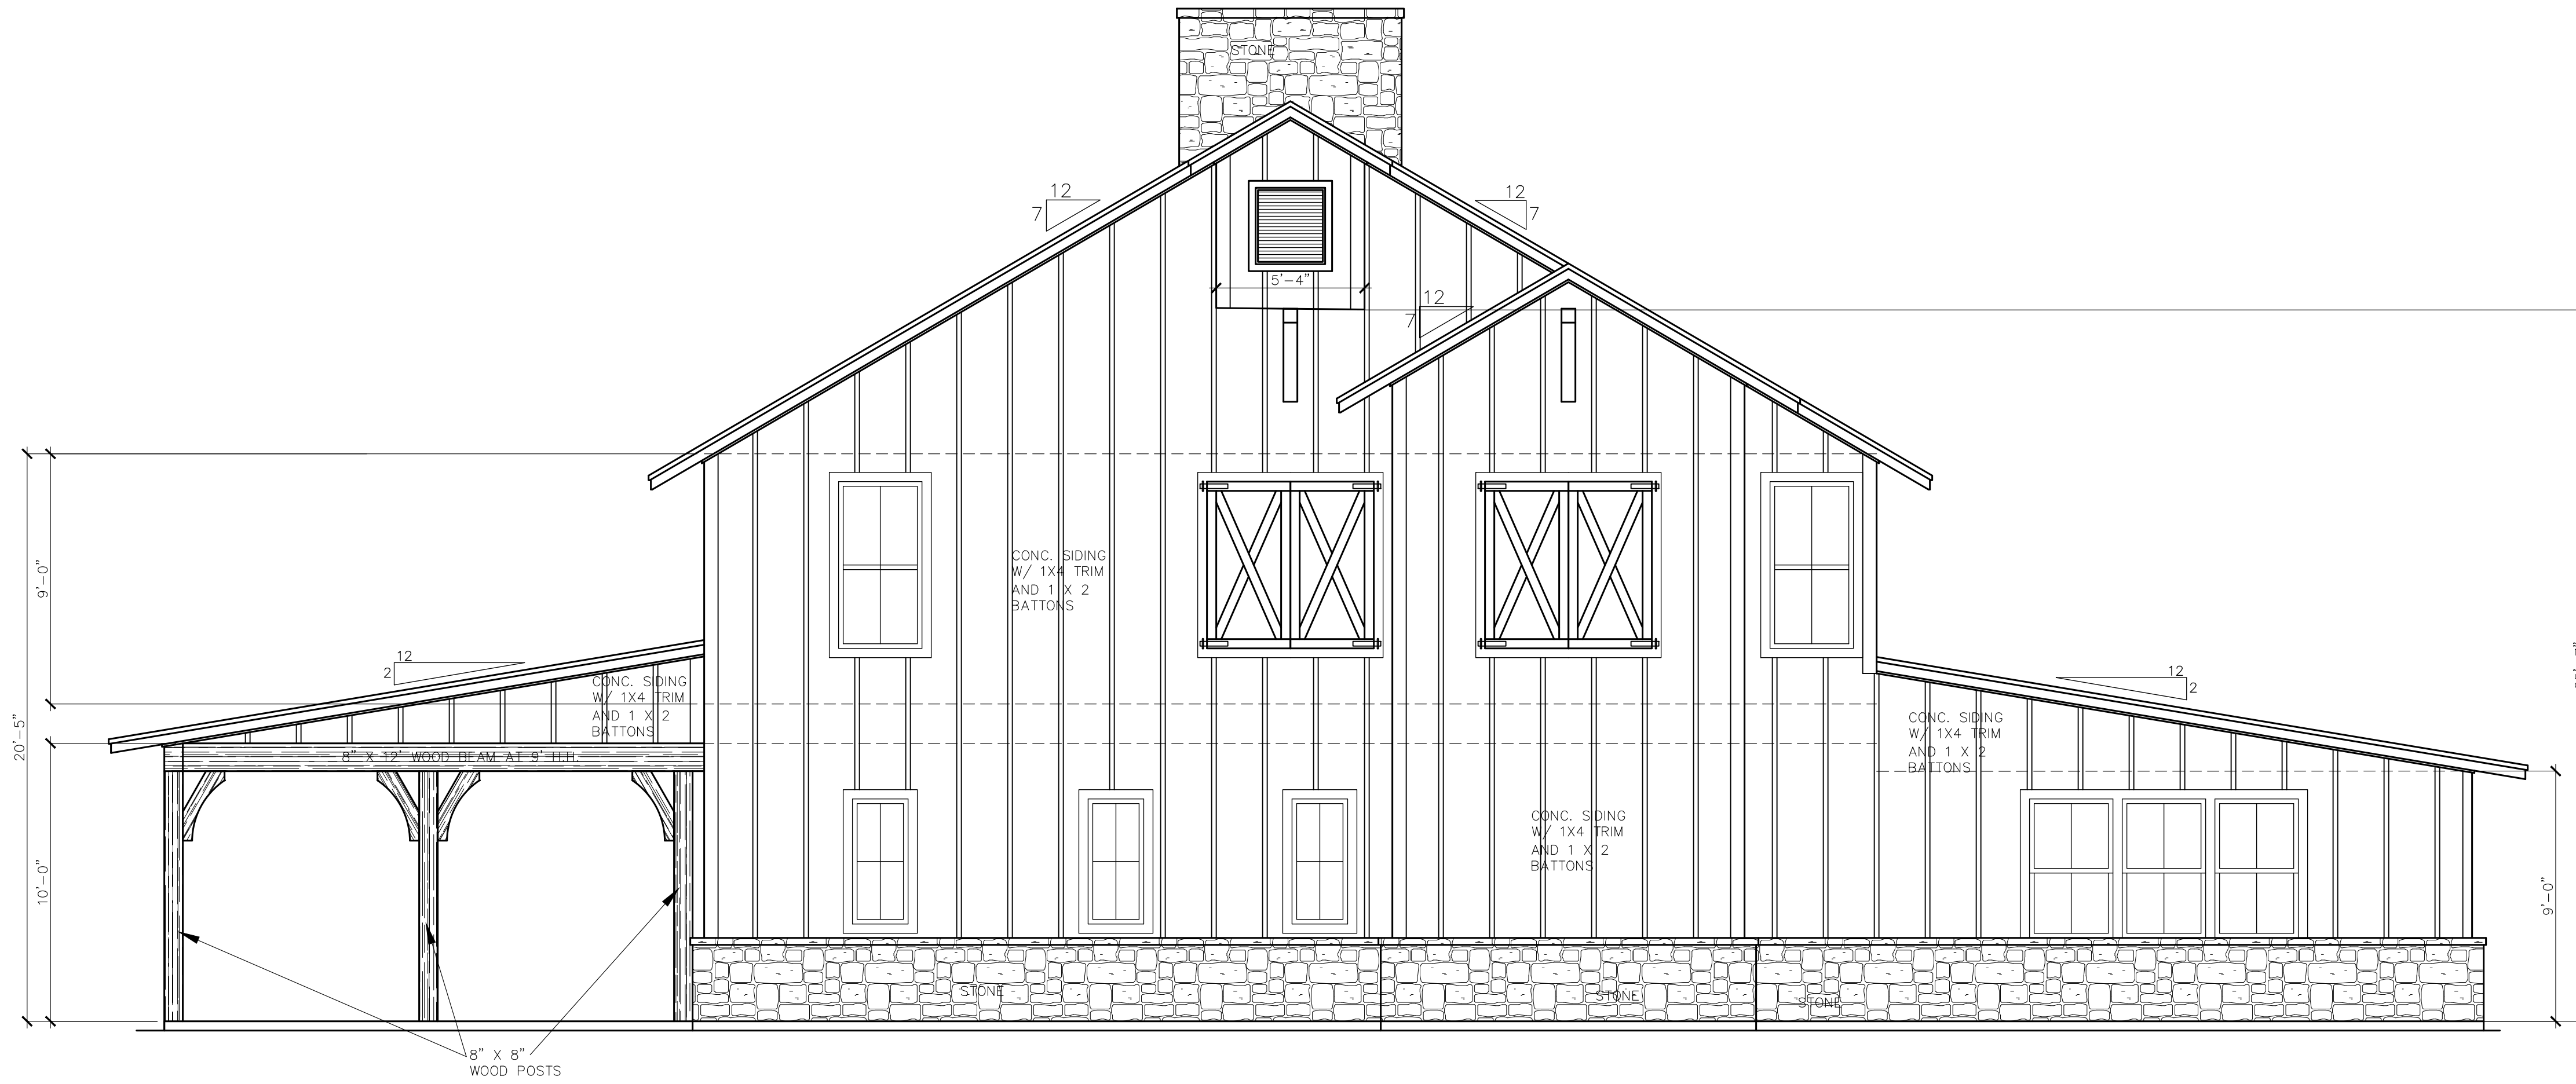 STONE
12
7
12
7
5'-4"
12
7
CONC. SIDING
W/ 1X4 TRIM
AND 1 X 2
BATTONS
9'-0"
20'-5"
10'-0"
12
2
CONC. SIDING
W/ 1X4 TRIM
AND 1 X 2
BATTONS
8" X 12' WOOD BEAM AT 9' H.H.
12
2
CONC. SIDING
W/ 1X4 TRIM
AND 1 X 2
BATTONS
CONC. SIDING
W/ 1X4 TRIM
AND 1 X 2
BATTONS
9'-0"
STONE
STONE
STONE
8" X 8"
WOOD POSTS